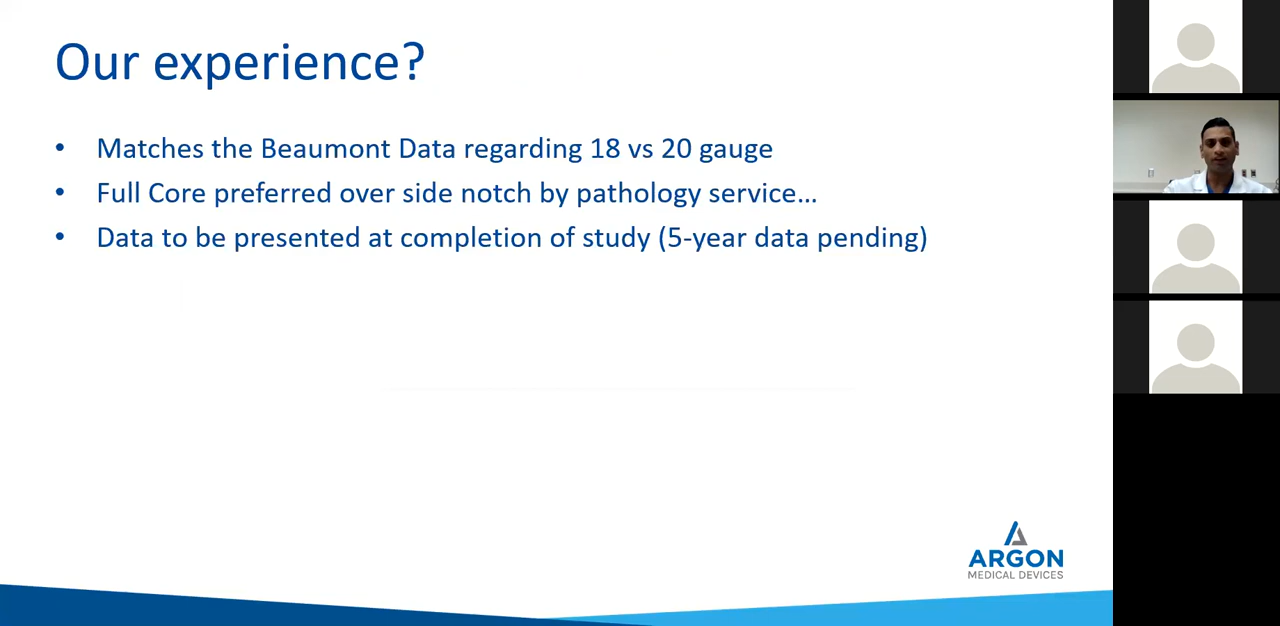 Our experience?
• Matches the Beaumont Data regarding 18 vs 20 gauge
• Full Core preferred over side notch by pathology service…
• Data to be presented at completion of study (5-year data pending)
ARGON
MEDICAL DEVICES